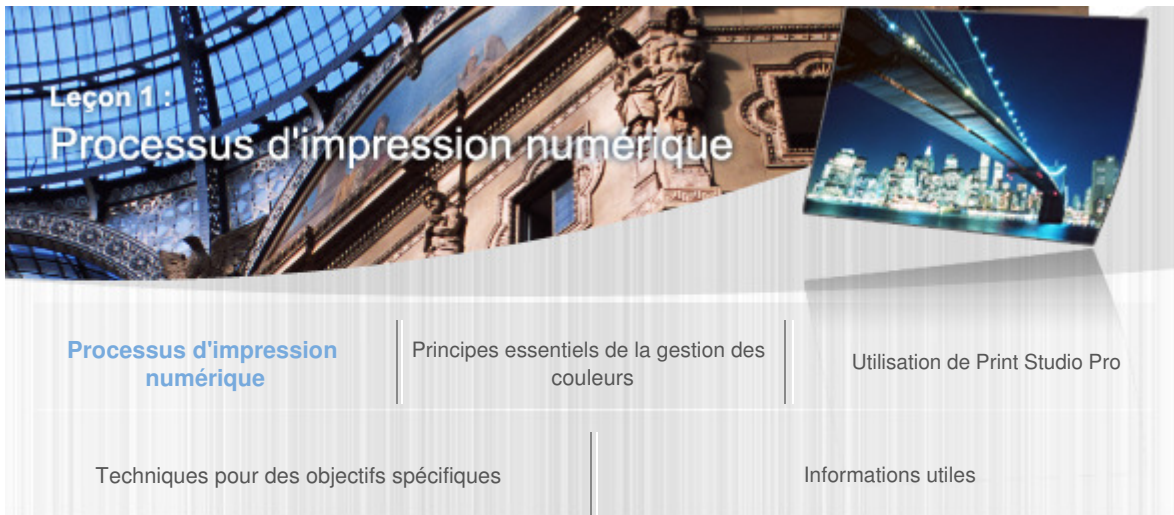 Leçon 1 :
Processus d'impression numérique
Processus d'impression
numérique
Principes essentiels de la gestion des
couleurs
Utilisation de Print Studio Pro
Techniques pour des objectifs spécifiques
Informations utiles